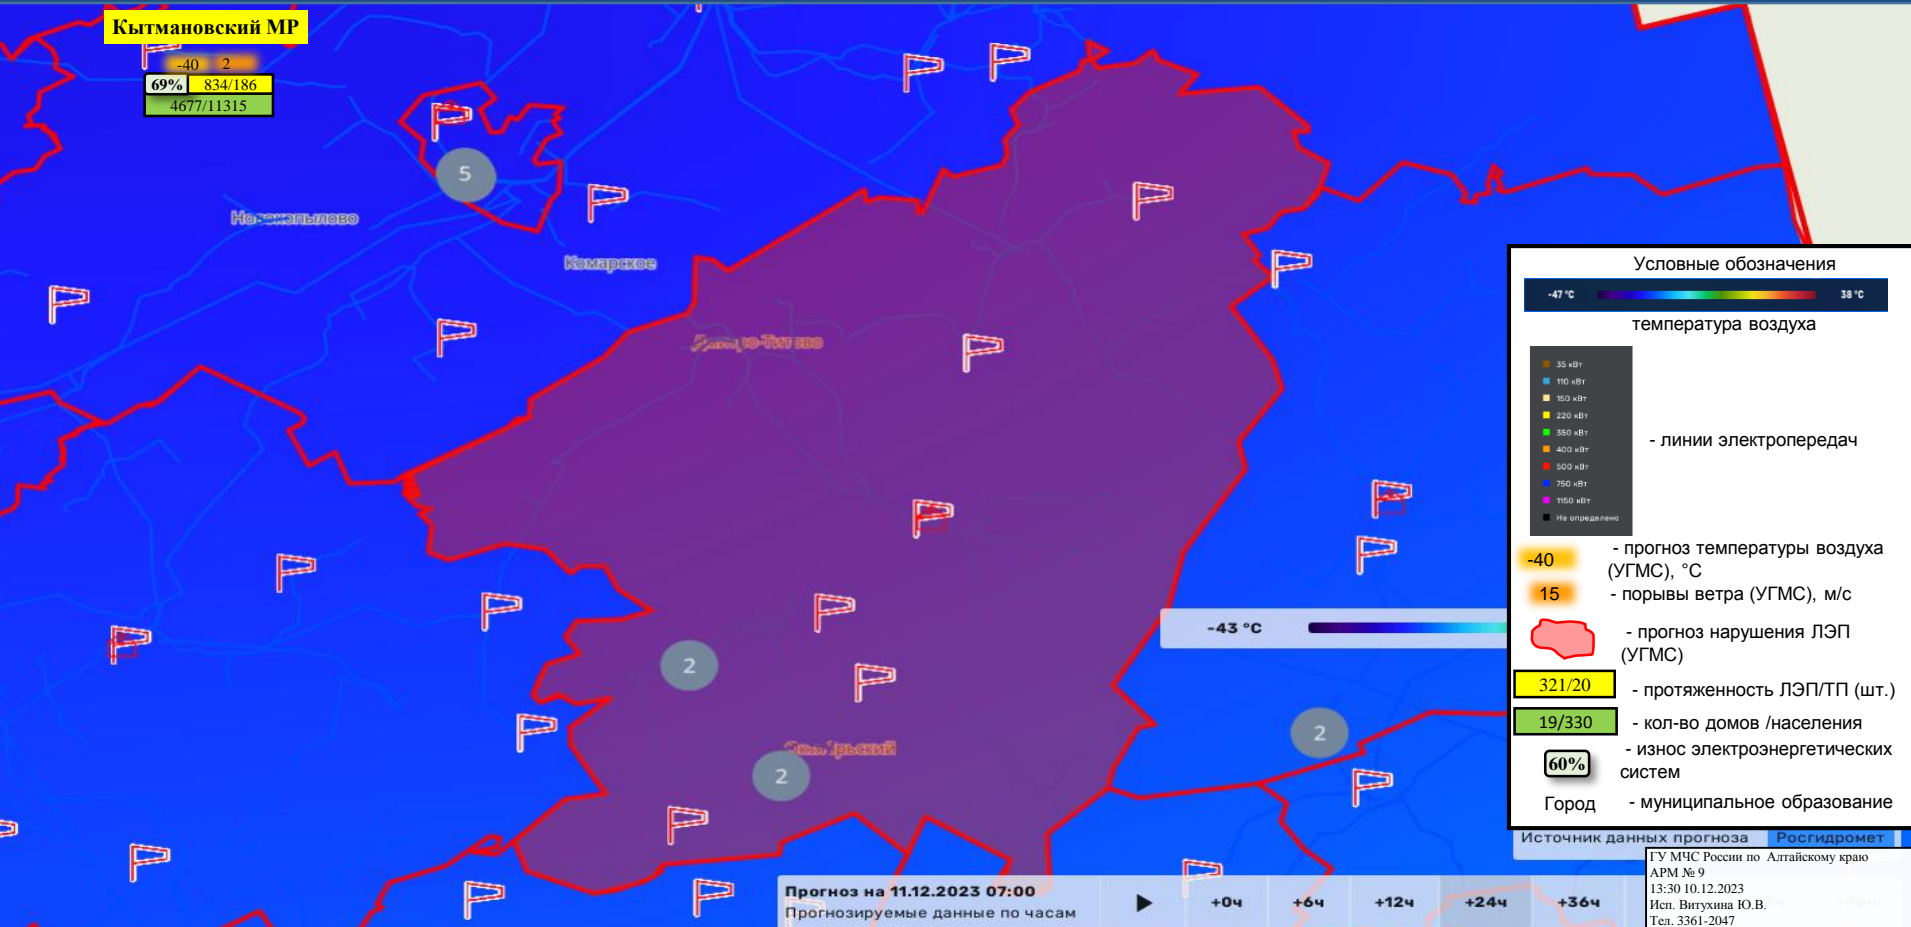 Кытмановский МР
-40 2
69% 834/186
4677/11315
5
Новокопылово
Комарское
2
2
2
-43 °C
Условные обозначения
-47 °C 38 °C
температура воздуха
35 кВт
110 кВт
150 кВт
220 кВт
350 кВт
400 кВт
500 кВт
750 кВт
1150 кВт
Не определено
- линии электропередач
-40 - прогноз температуры воздуха
(УГМС), °С
15 - порывы ветра (УГМС), м/с
- прогноз нарушения ЛЭП
(УГМС)
321/20 - протяженность ЛЭП/ТП (шт.)
19/330 - кол-во домов /населения
60% - износ электроэнергетических
систем
Город - муниципальное образование
Источник данных прогноза Росгидромет
ГУ МЧС России по Алтайскому краю
АРМ № 9
13:30 10.12.2023
Исп. Витухина Ю.В.
Тел. 3361-2047
Прогноз на 11.12.2023 07:00
Прогнозируемые данные по часам
+0ч +6ч +12ч +24ч +36ч